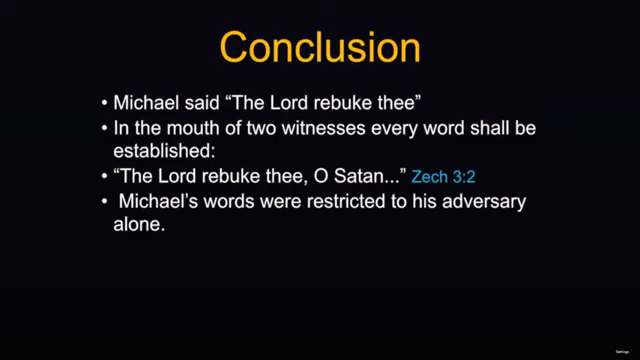 Conclusion
• Michael said “The Lord rebuke thee”
• In the mouth of two witnesses every word shall be
established:
• “The Lord rebuke thee, O Satan...” Zech 3:2
• Michael’s words were restricted to his adversary
alone.
Settings